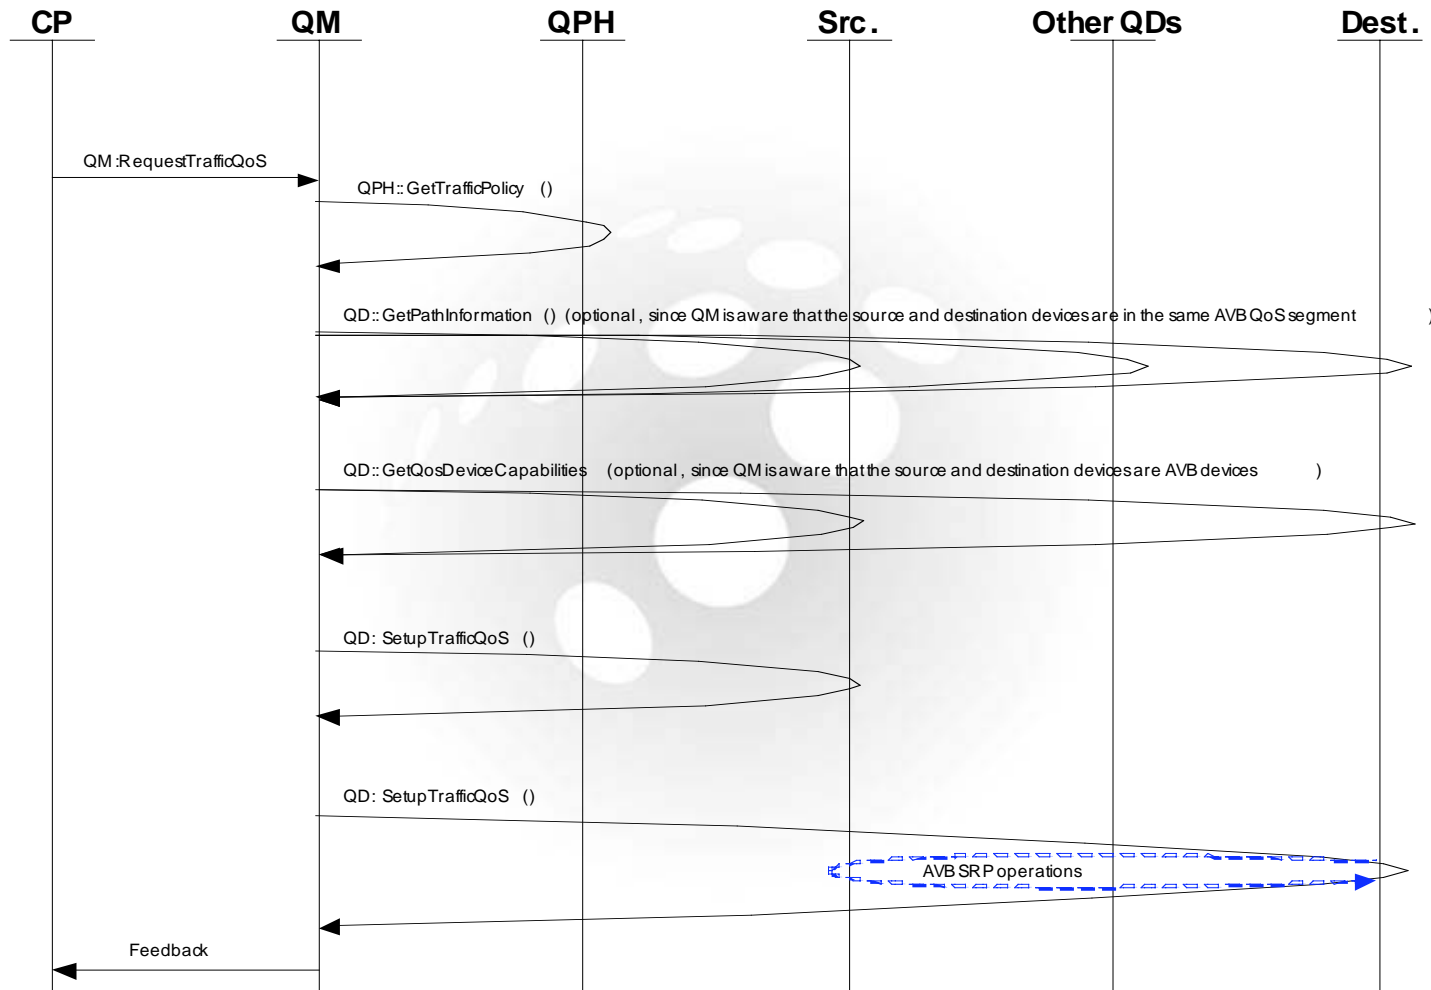 CP QM QPH Src. Other QDs Dest.
QM:RequestTrafficQoS
QPH::GetTrafficPolicy ()
QD::GetPathInformation () (optional, since QM is aware that the source and destination devices are in the same AVB QoS segment )
QD::GetQosDeviceCapabilities (optional, since QM is aware that the source and destination devices are AVB devices )
QD: SetupTrafficQoS ()
QD: SetupTrafficQoS ()
AVB SRP operations
Feedback